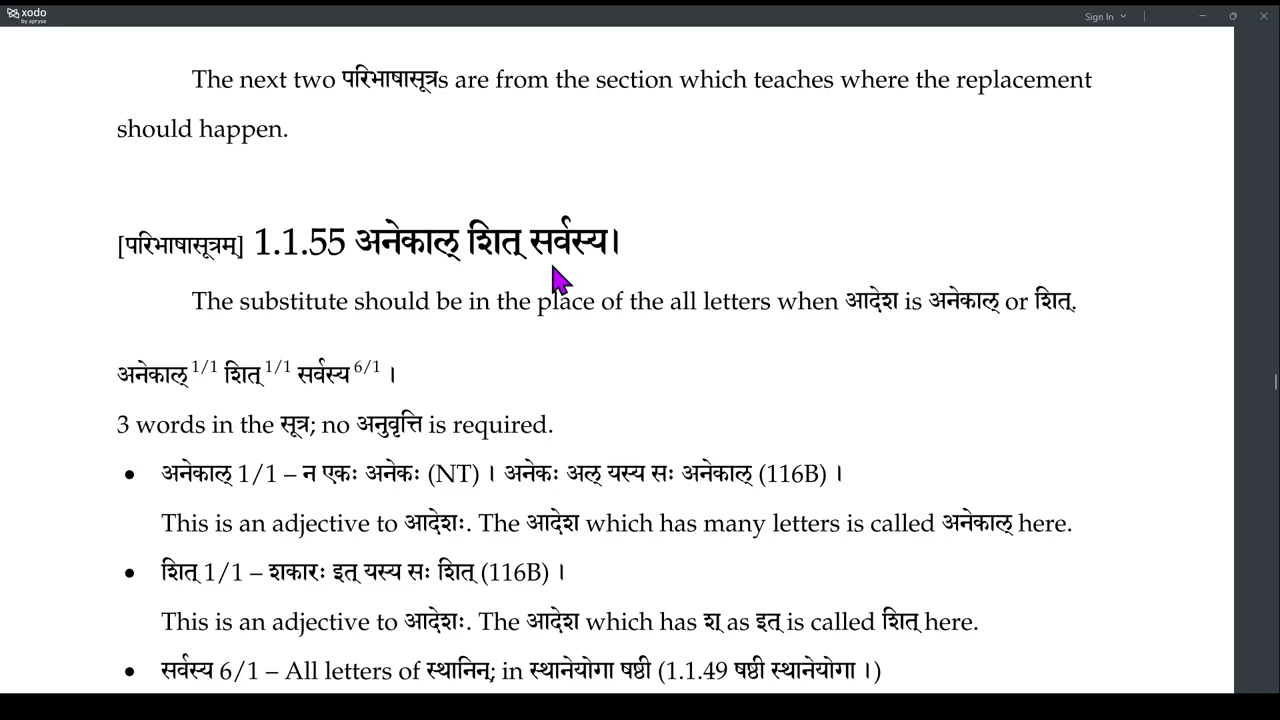 xodo
by apryse
Sign In
The next two परिभाषासूत्रs are from the section which teaches where the replacement
should happen.
[परिभाषासूत्रम्] 1.1.55 अनेकाल् शित् सर्वस्य।
The substitute should be in the place of the all letters when आदेश is अनेकाल् or शित्.
अनेकाल् 1/1 शित् 1/1 सर्वस्य 6/1 ।
3 words in the सूत्र; no अनुवृत्ति is required.
• अनेकाल् 1/1 – न एकः अनेकः (NT) । अनेकः अल् यस्य सः अनेकाल् (116B) ।
This is an adjective to आदेशः. The आदेश which has many letters is called अनेकाल् here.
• शित् 1/1 – शकारः इत् यस्य सः शित् (116B) ।
This is an adjective to आदेशः. The आदेश which has श् as इत् is called शित् here.
• सर्वस्य 6/1 – All letters of स्थानिन्; in स्थानेयोगा षष्ठी (1.1.49 षष्ठी स्थानेयोगा ।)